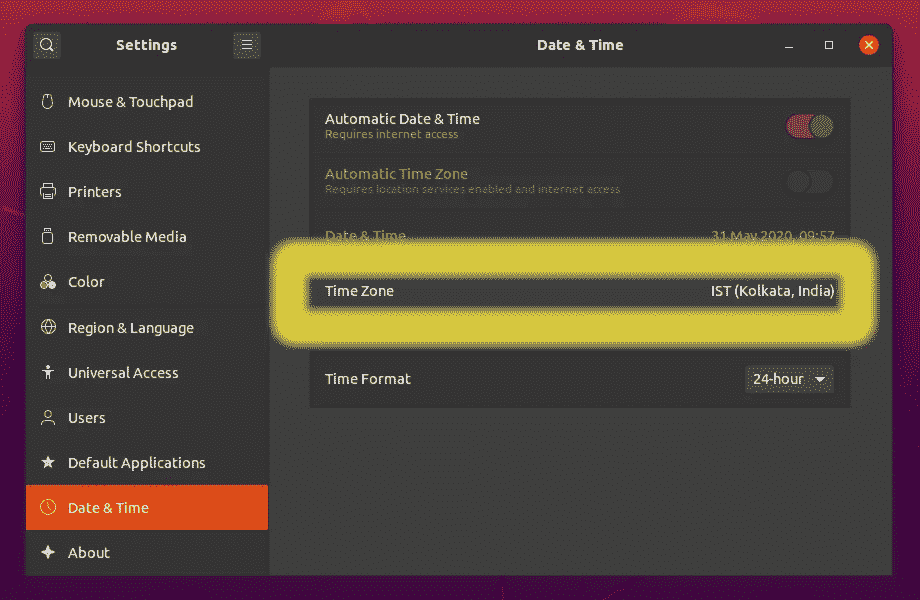 Settings
Date & Time
Mouse & Touchpad
Keyboard Shortcuts
Printers
Removable Media
Color
Region & Language
Universal Access
Users
Default Applications
Date & Time
About
Automatic Date & Time
Requires internet access
Automatic Time Zone
Requires location services enabled and internet access
Date & Time 31 May 2020, 09:57
Time Zone IST (Kolkata, India)
Time Format 24-hour